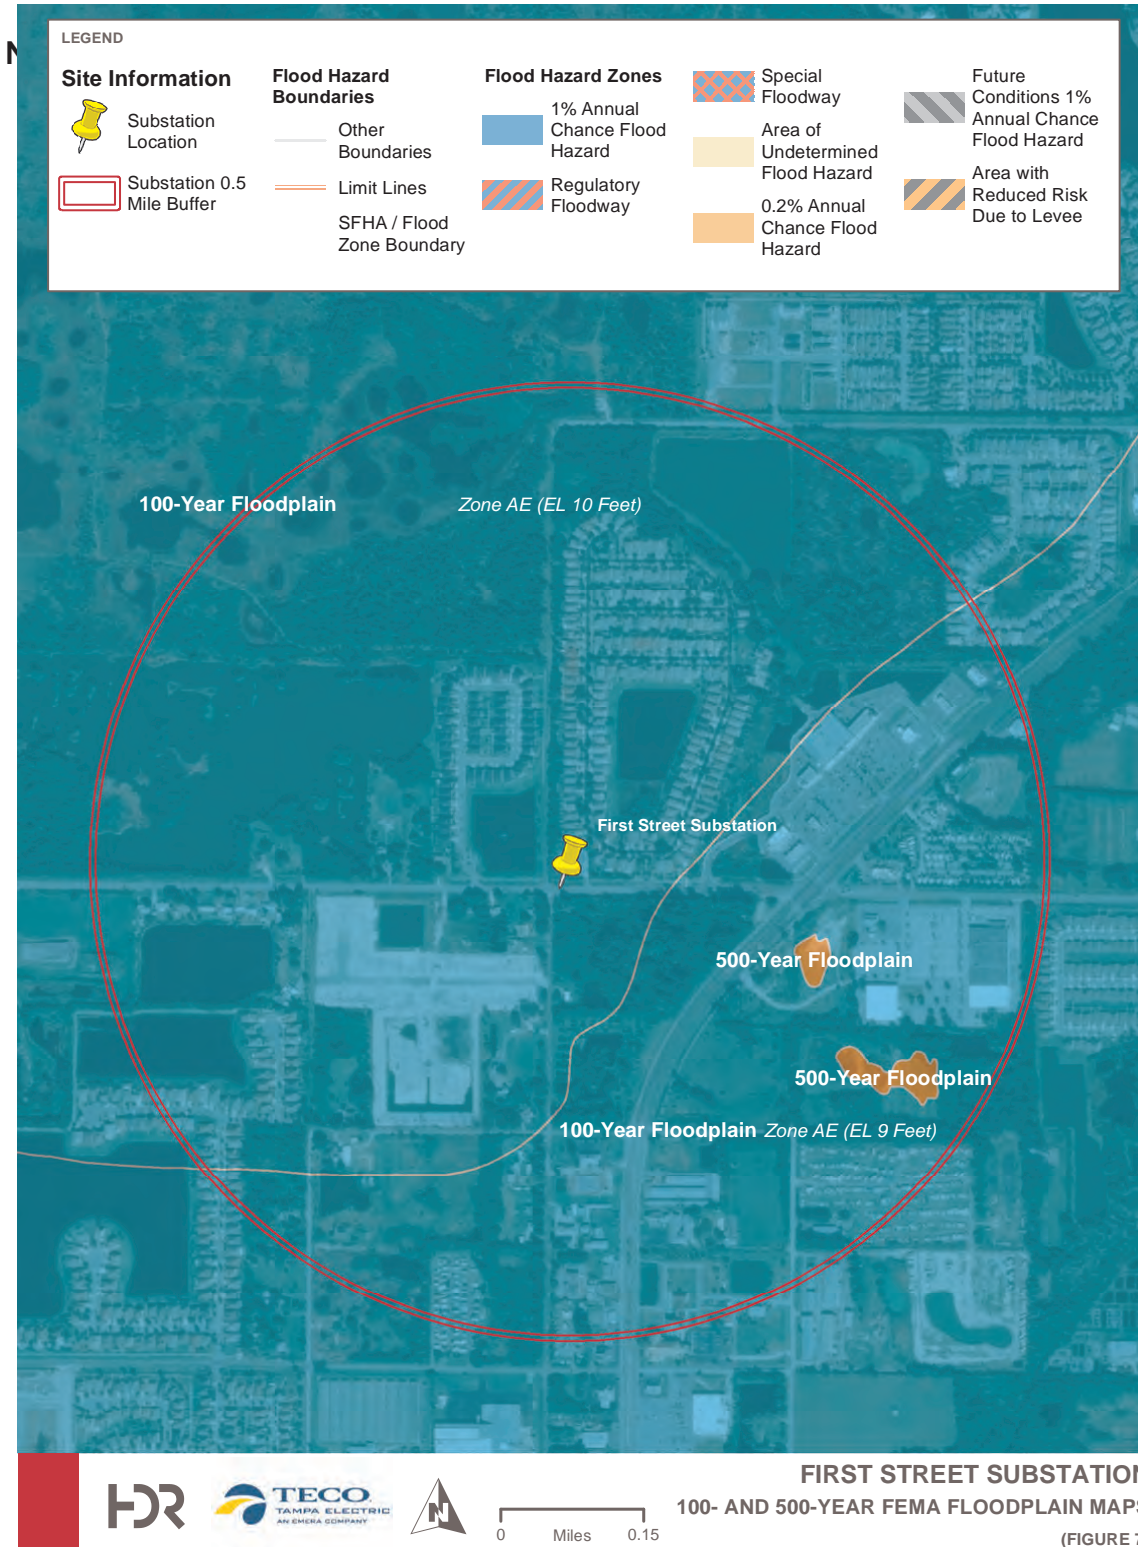 N
LEGEND
Site Information
Substation
Location
Substation 0.5
Mile Buffer
Flood Hazard
Boundaries
Other
Boundaries
Limit Lines
SFHA / Flood
Zone Boundary
Flood Hazard Zones
1% Annual
Chance Flood
Hazard
Regulatory
Floodway
Special
Floodway
Area of
Undetermined
Flood Hazard
0.2% Annual
Chance Flood
Hazard
Future
Conditions 1%
Annual Chance
Flood Hazard
Area with
Reduced Risk
Due to Levee
100-Year Floodplain
Zone AE (EL 10 Feet)
First Street Substation
500-Year Floodplain
500-Year Floodplain
100-Year Floodplain Zone AE (EL 9 Feet)
HDR
TECO.
TAMPA ELECTRIC
AN EMERA COMPANY
N
0 Miles 0.15
FIRST STREET SUBSTATION
100- AND 500-YEAR FEMA FLOODPLAIN MAPS
(FIGURE 7